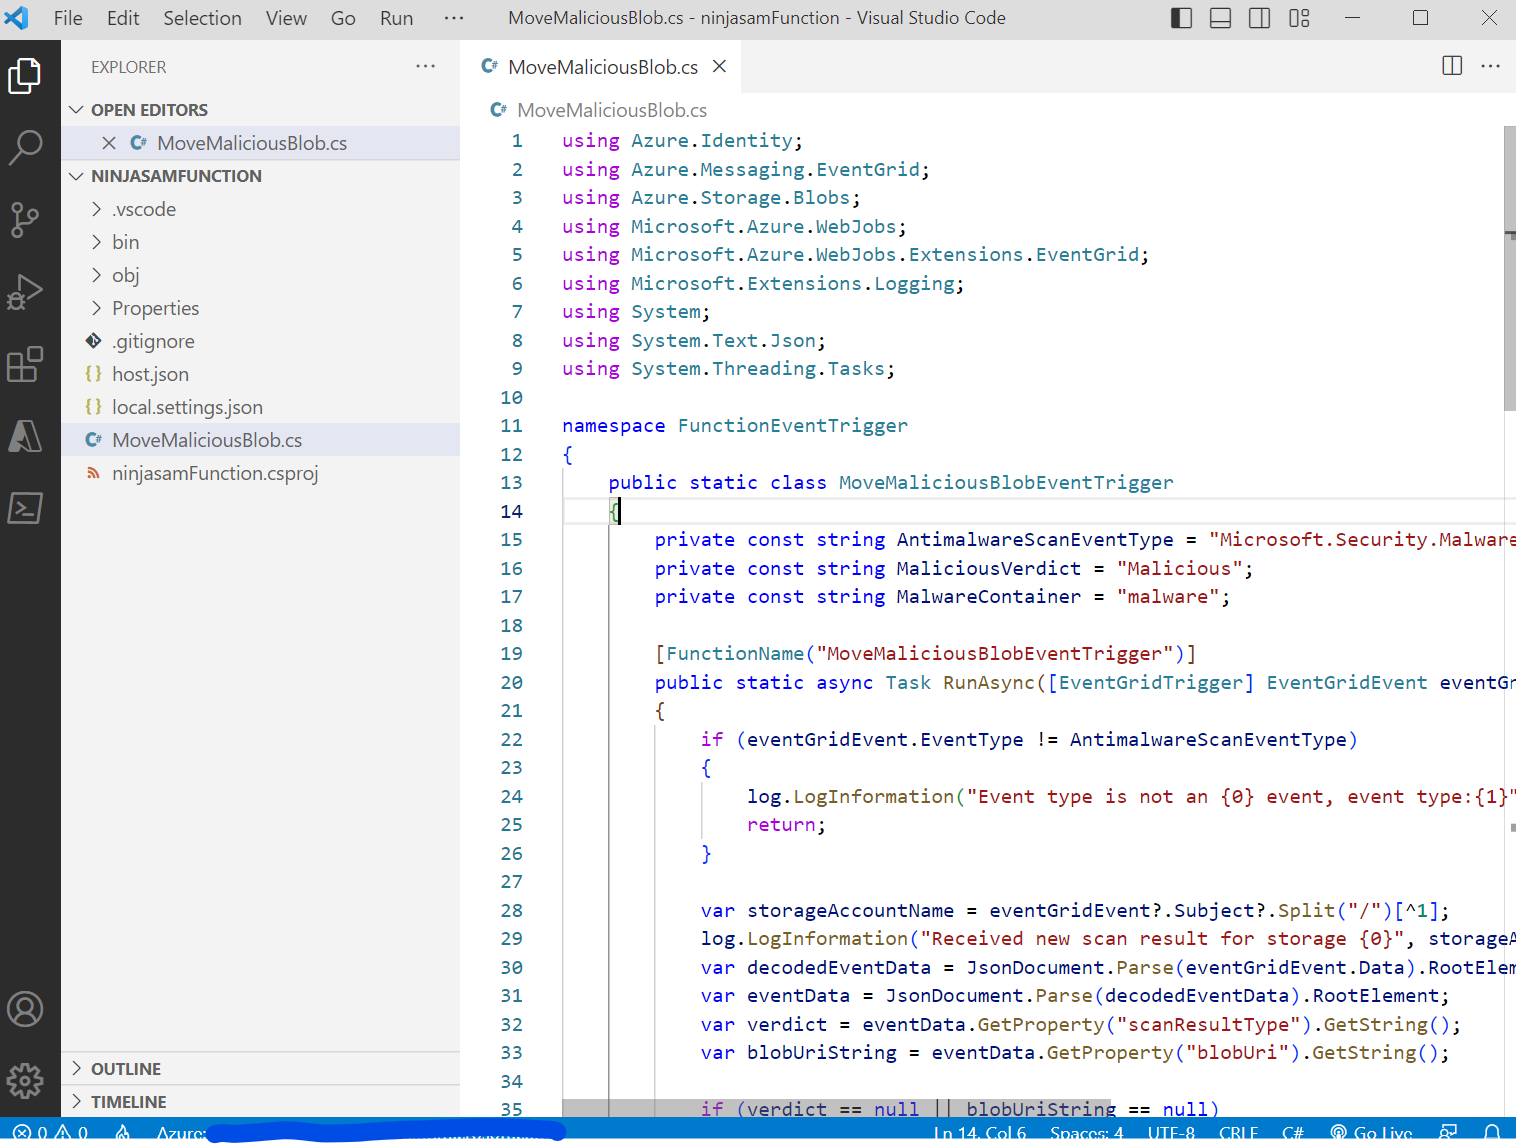 File Edit Selection View Go Run ··· MoveMaliciousBlob.cs - ninjasamFunction - Visual Studio Code
EXPLORER ···
OPEN EDITORS
MoveMaliciousBlob.cs
NINJASAMFUNCTION
.vscode
bin
obj
Properties
.gitignore
{} host.json
{} local.settings.json
C# MoveMaliciousBlob.cs
ninjasamFunction.csproj
OUTLINE
TIMELINE
C# MoveMaliciousBlob.cs
C# MoveMaliciousBlob.cs
1 using Azure.Identity;
2 using Azure.Messaging.EventGrid;
3 using Azure.Storage.Blobs;
4 using Microsoft.Azure.WebJobs;
5 using Microsoft.Azure.WebJobs.Extensions.EventGrid;
6 using Microsoft.Extensions.Logging;
7 using System;
8 using System.Text.Json;
9 using System.Threading.Tasks;
10
11 namespace FunctionEventTrigger
12 {
13 public static class MoveMaliciousBlobEventTrigger
14 {
15 private const string AntimalwareScanEventType = "Microsoft.Security.Malware
16 private const string MaliciousVerdict = "Malicious";
17 private const string MalwareContainer = "malware";
18
19 [FunctionName("MoveMaliciousBlobEventTrigger")]
20 public static async Task RunAsync([EventGridTrigger] EventGridEvent eventGr
21 {
22 if (eventGridEvent.EventType != AntimalwareScanEventType)
23 {
24 log.LogInformation("Event type is not an {0} event, event type:{1}"
25 return;
26 }
27
28 var storageAccountName = eventGridEvent?.Subject?.Split("/")[^1];
29 log.LogInformation("Received new scan result for storage {0}", storageA
30 var decodedEventData = JsonDocument.Parse(eventGridEvent.Data).RootElem
31 var eventData = JsonDocument.Parse(decodedEventData).RootElement;
32 var verdict = eventData.GetProperty("scanResultType").GetString();
33 var blobUriString = eventData.GetProperty("blobUri").GetString();
34
35 if (verdict == null || blobUriString == null)
0 0 Azure: Ln 14, Col 6 Spaces: 4 UTF-8 CRLF C# Go Live